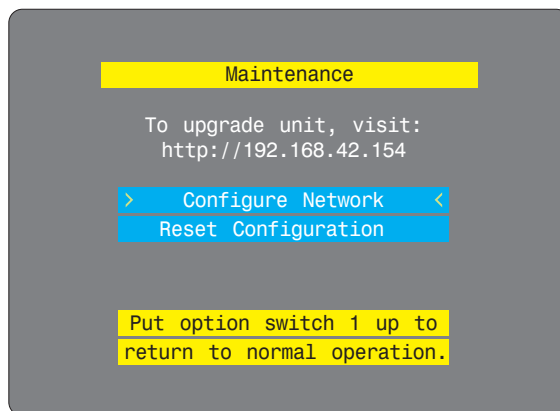 Maintenance
To upgrade unit, visit:
http://192.168.42.154
> Configure Network <
Reset Configuration
Put option switch 1 up to
return to normal operation.